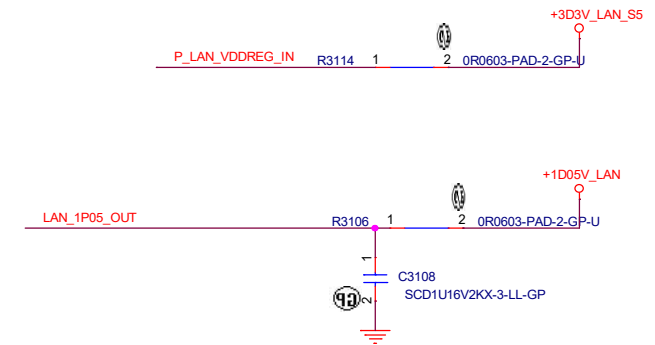 +3D3V_LAN_S5
P_LAN_VDDREG_IN
R3114 1 2 0R0603-PAD-2-GP-U
+1D05V_LAN
LAN_1P05_OUT
R3106 1 2 0R0603-PAD-2-GP-U
1
C3108
SCD1U16V2KX-3-LL-GP
GP 2